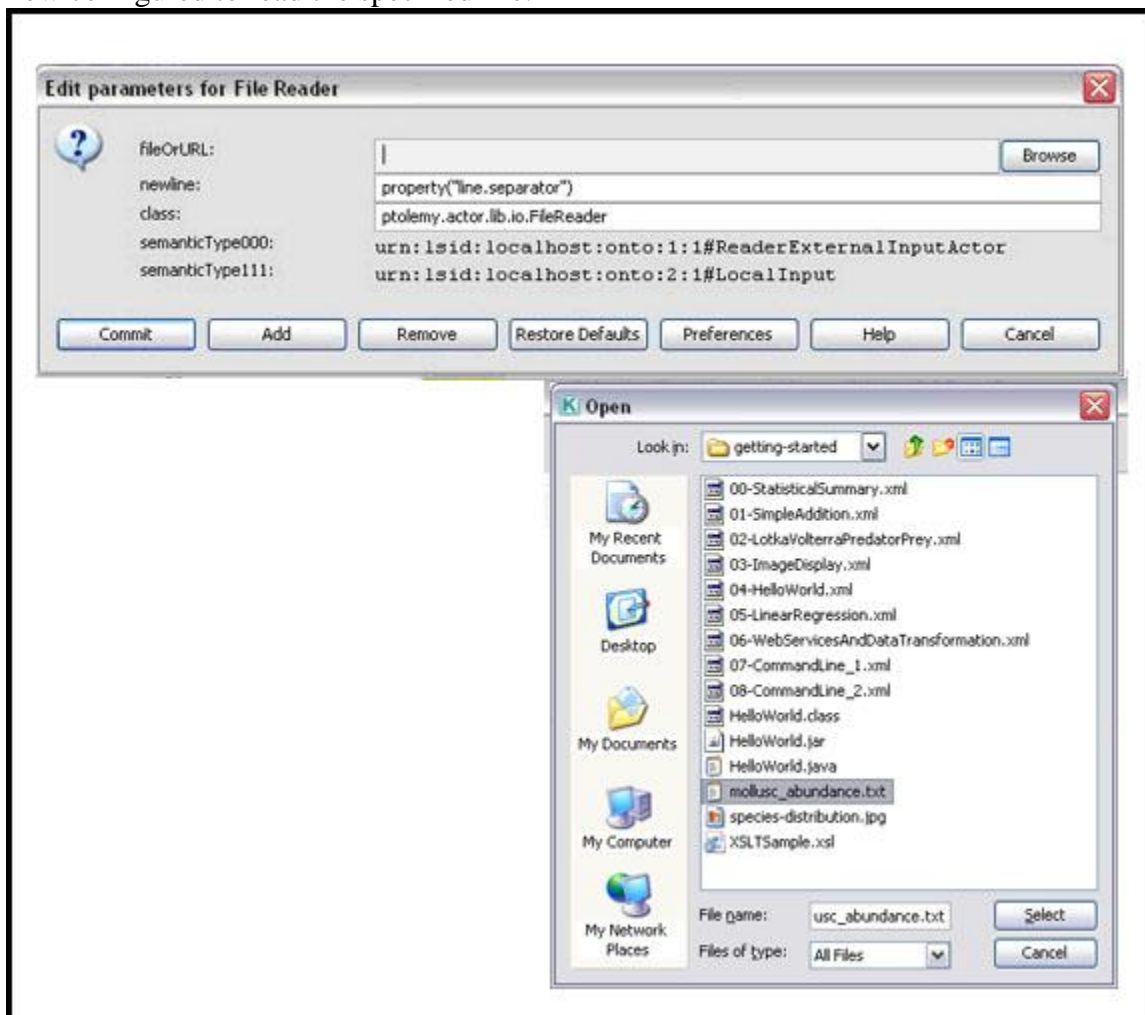 Edit parameters for File Reader
fileOrURL:
Browse
newline: property("line.separator")
class: ptolemy.actor.lib.io.FileReader
semanticType000: urn:lsid:localhost:onto:1:1#ReaderExternalInputActor
semanticType111: urn:lsid:localhost:onto:2:1#LocalInput
Commit Add Remove Restore Defaults Preferences Help Cancel
K Open
Look in: getting-started
00-StatisticalSummary.xml
01-SimpleAddition.xml
02-LotkaVolterraPredatorPrey.xml
03-ImageDisplay.xml
04-HelloWorld.xml
05-LinearRegression.xml
06-WebServicesAndDataTransformation.xml
07-CommandLine_1.xml
08-CommandLine_2.xml
HelloWorld.class
HelloWorld.jar
HelloWorld.java
mollusc_abundance.txt
species-distribution.jpg
XSLTSample.xsl
My Recent
Documents
Desktop
My Documents
My Computer
My Network
Places
File name: usc_abundance.txt Select
Files of type: All Files Cancel